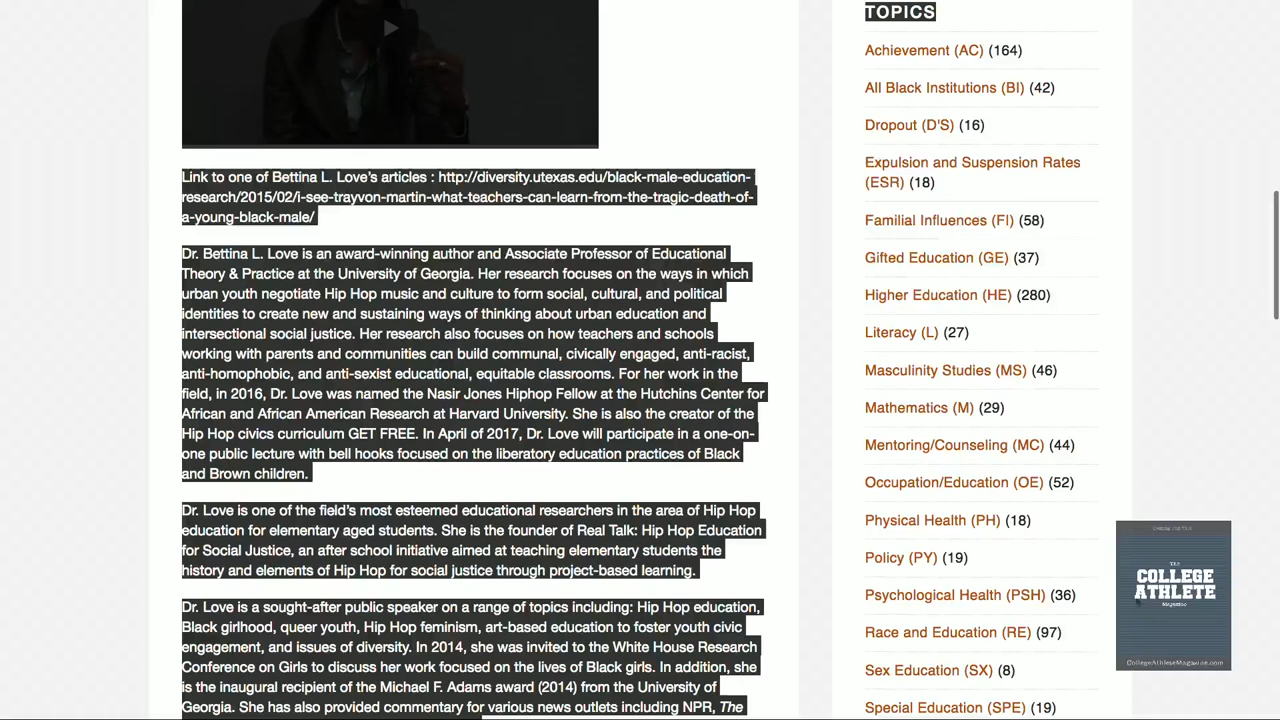 Link to one of Bettina L. Love's articles : http://diversity.utexas.edu/black-male-education-
research/2015/02/i-see-trayvon-martin-what-teachers-can-learn-from-the-tragic-death-of-
a-young-black-male/
Dr. Bettina L. Love is an award-winning author and Associate Professor of Educational
Theory & Practice at the University of Georgia. Her research focuses on the ways in which
urban youth negotiate Hip Hop music and culture to form social, cultural, and political
identities to create new and sustaining ways of thinking about urban education and
intersectional social justice. Her research also focuses on how teachers and schools
working with parents and communities can build communal, civically engaged, anti-racist,
anti-homophobic, and anti-sexist educational, equitable classrooms. For her work in the
field, in 2016, Dr. Love was named the Nasir Jones Hiphop Fellow at the Hutchins Center for
African and African American Research at Harvard University. She is also the creator of the
Hip Hop civics curriculum GET FREE. In April of 2017, Dr. Love will participate in a one-on-
one public lecture with bell hooks focused on the liberatory education practices of Black
and Brown children.
Dr. Love is one of the field's most esteemed educational researchers in the area of Hip Hop
education for elementary aged students. She is the founder of Real Talk: Hip Hop Education
for Social Justice, an after school initiative aimed at teaching elementary students the
history and elements of Hip Hop for social justice through project-based learning.
Dr. Love is a sought-after public speaker on a range of topics including: Hip Hop education,
Black girlhood, queer youth, Hip Hop feminism, art-based education to foster youth civic
engagement, and issues of diversity. In 2014, she was invited to the White House Research
Conference on Girls to discuss her work focused on the lives of Black girls. In addition, she
is the inaugural recipient of the Michael F. Adams award (2014) from the University of
Georgia. She has also provided commentary for various news outlets including NPR, The
TOPICS
Achievement (AC) (164)
All Black Institutions (BI) (42)
Dropout (D'S) (16)
Expulsion and Suspension Rates
(ESR) (18)
Familial Influences (FI) (58)
Gifted Education (GE) (37)
Higher Education (HE) (280)
Literacy (L) (27)
Masculinity Studies (MS) (46)
Mathematics (M) (29)
Mentoring/Counseling (MC) (44)
Occupation/Education (OE) (52)
Physical Health (PH) (18)
Policy (PY) (19)
Psychological Health (PSH) (36)
Race and Education (RE) (97)
Sex Education (SX) (8)
Special Education (SPE) (19)
THE
COLLEGE
ATHLETE
Magazine
CollegeAthleteMagazine.com